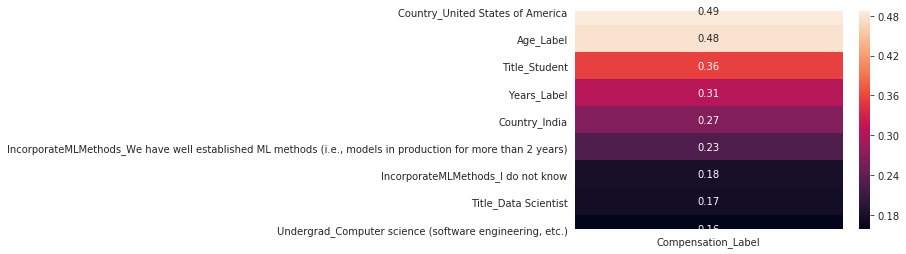 Country_United States of America 0.49
Age_Label 0.48
Title_Student 0.36
Years_Label 0.31
Country_India 0.27
IncorporateMLMethods_We have well established ML methods (i.e., models in production for more than 2 years) 0.23
IncorporateMLMethods_I do not know 0.18
Title_Data Scientist 0.17
Undergrad_Computer science (software engineering, etc.) 0.16
Compensation_Label
0.48
0.42
0.36
0.30
0.24
0.18